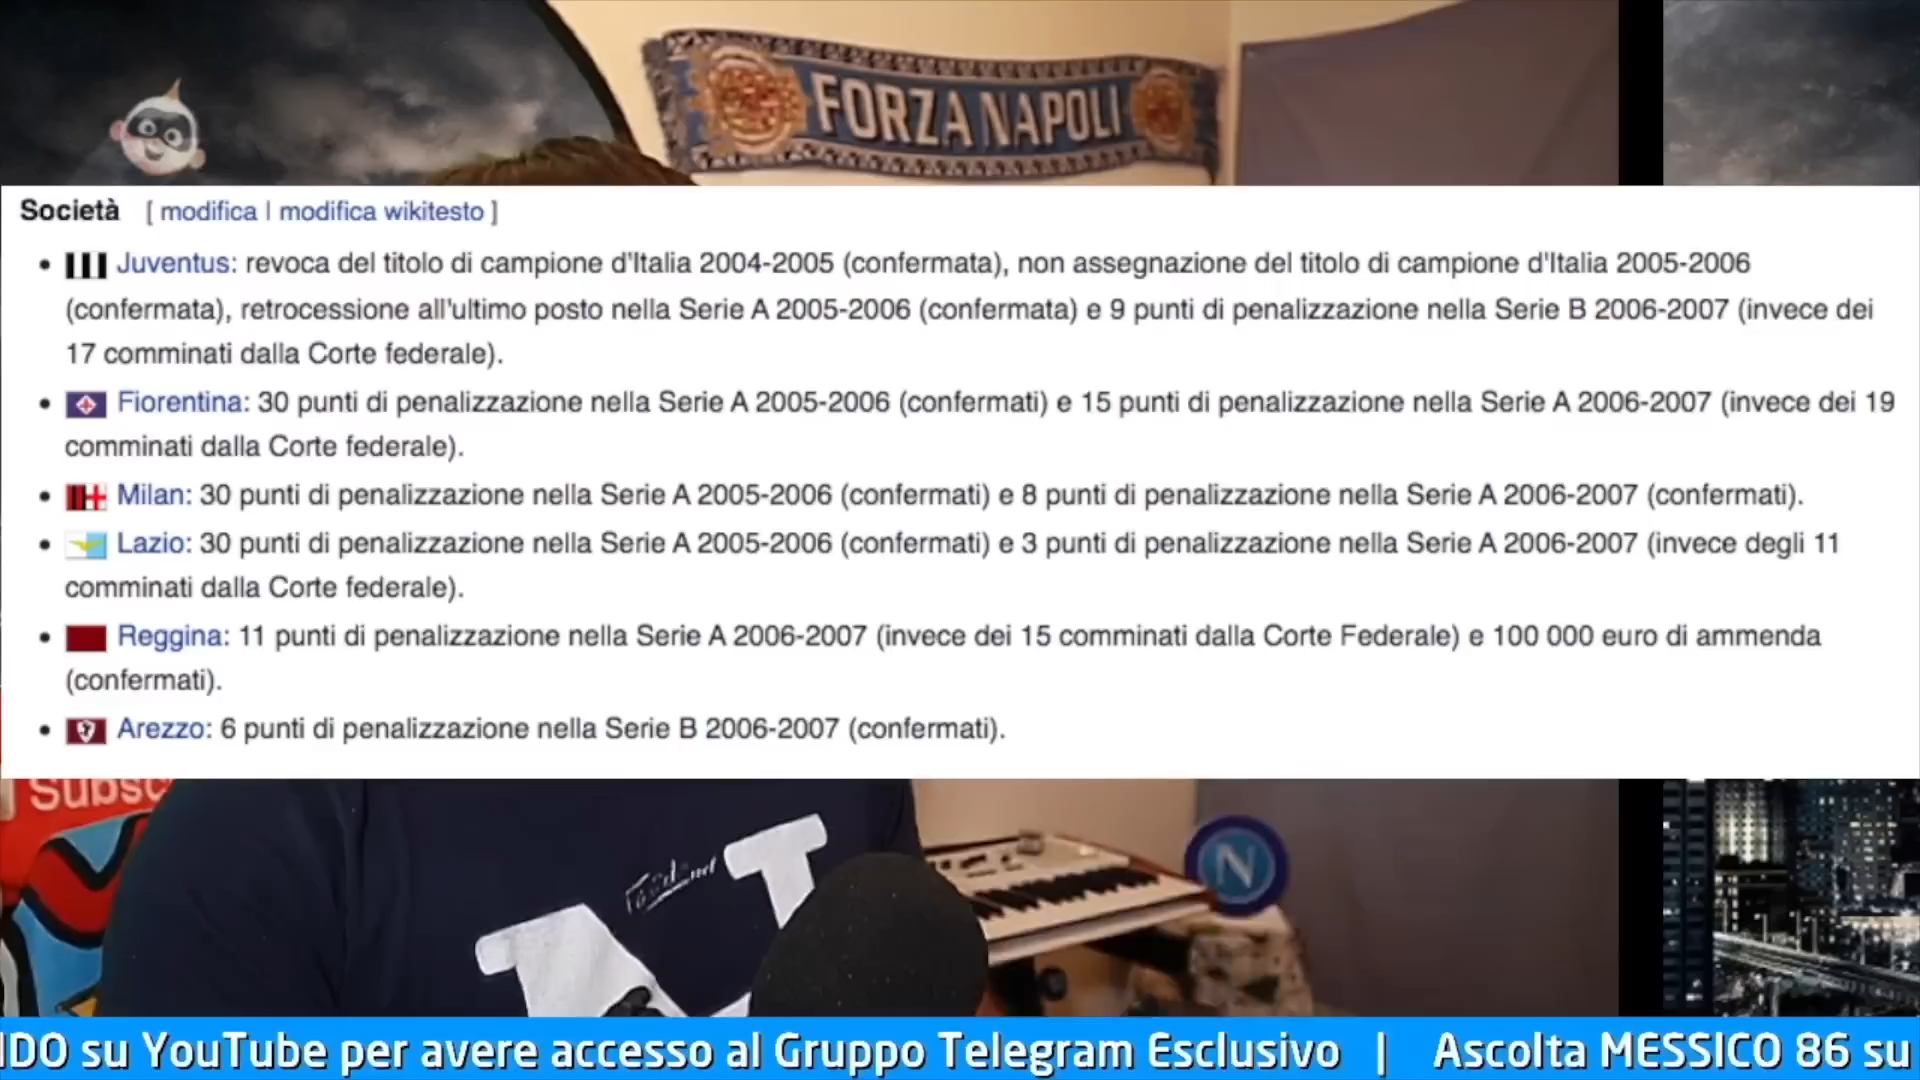 FORZA NAPOLI
Società [ modifica | modifica wikitesto ]
• Juventus: revoca del titolo di campione d'Italia 2004-2005 (confermata), non assegnazione del titolo di campione d'Italia 2005-2006
(confermata), retrocessione all'ultimo posto nella Serie A 2005-2006 (confermata) e 9 punti di penalizzazione nella Serie B 2006-2007 (invece dei
17 comminati dalla Corte federale).
• Fiorentina: 30 punti di penalizzazione nella Serie A 2005-2006 (confermati) e 15 punti di penalizzazione nella Serie A 2006-2007 (invece dei 19
comminati dalla Corte federale).
• Milan: 30 punti di penalizzazione nella Serie A 2005-2006 (confermati) e 8 punti di penalizzazione nella Serie A 2006-2007 (confermati).
• Lazio: 30 punti di penalizzazione nella Serie A 2005-2006 (confermati) e 3 punti di penalizzazione nella Serie A 2006-2007 (invece degli 11
comminati dalla Corte federale).
• Reggina: 11 punti di penalizzazione nella Serie A 2006-2007 (invece dei 15 comminati dalla Corte Federale) e 100 000 euro di ammenda
(confermati).
• Arezzo: 6 punti di penalizzazione nella Serie B 2006-2007 (confermati).
Subsc
N
IDO su YouTube per avere accesso al Gruppo Telegram Esclusivo | Ascolta MESSICO 86 su